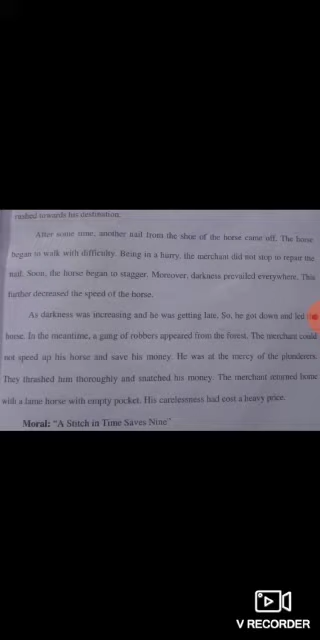 rushed towards his destination.
After some time, another nail from the shoe of the horse came off. The horse
began to walk with difficulty. Being in a hurry, the merchant did not stop to repair the
nail. Soon, the horse began to stagger. Moreover, darkness prevailed everywhere. This
further decreased the speed of the horse.
As darkness was increasing and he was getting late. So, he got down and led the
horse. In the meantime, a gang of robbers appeared from the forest. The merchant could
not speed up his horse and save his money. He was at the mercy of the plunderers.
They thrashed him thoroughly and snatched his money. The merchant returned home
with a lame horse with empty pocket. His carelessness had cost a heavy price.
Moral: "A Stitch in Time Saves Nine"
V RECORDER